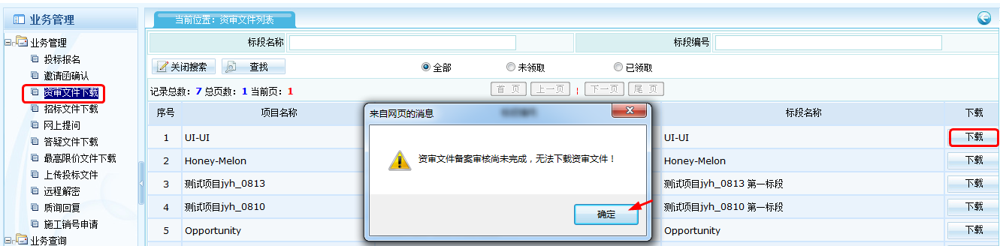 业务管理
业务管理
投标报名
邀请函确认
资审文件下载
招标文件下载
网上提问
答疑文件下载
最高限价文件下载
上传投标文件
远程解密
质询回复
施工销号申请
业务查询
当前位置：资审文件列表
标段名称 标段编号
关闭搜索 查找 全部 未领取 已领取
记录总数：7 总页数：1 当前页：1 首 页 上一页 下一页 尾 页
序号 项目名称 标段名称 下载
1 UI-UI UI-UI 下载
2 Honey-Melon Honey-Melon 下载
3 测试项目jyh_0813 测试项目jyh_0813 第一标段 下载
4 测试项目jyh_0810 测试项目jyh_0810 第一标段 下载
5 Opportunity Opportunity 下载
来自网页的消息
资审文件备案审核尚未完成，无法下载资审文件！
确定